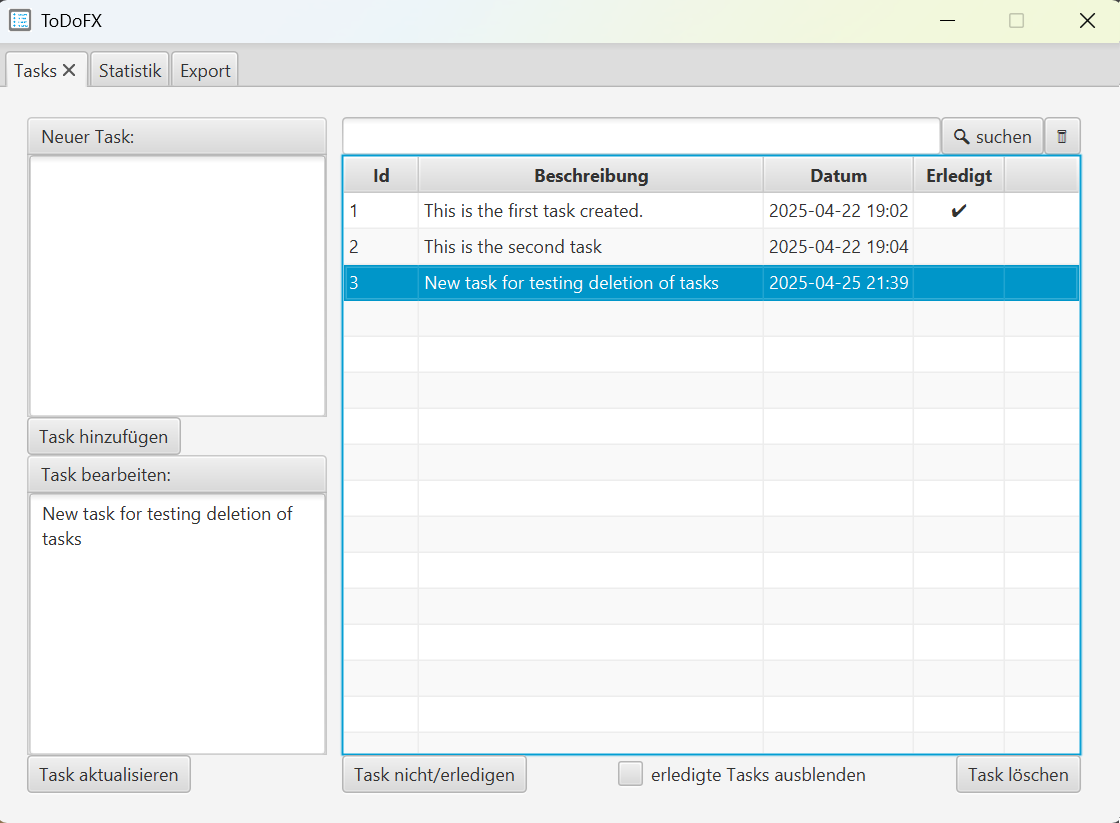 ToDoFX
Tasks Statistik Export
Neuer Task:
suchen
Id Beschreibung Datum Erledigt
1 This is the first task created. 2025-04-22 19:02 ✔
2 This is the second task 2025-04-22 19:04
3 New task for testing deletion of tasks 2025-04-25 21:39
Task hinzufügen
Task bearbeiten:
New task for testing deletion of
tasks
Task aktualisieren
Task nicht/erledigen
erledigte Tasks ausblenden
Task löschen